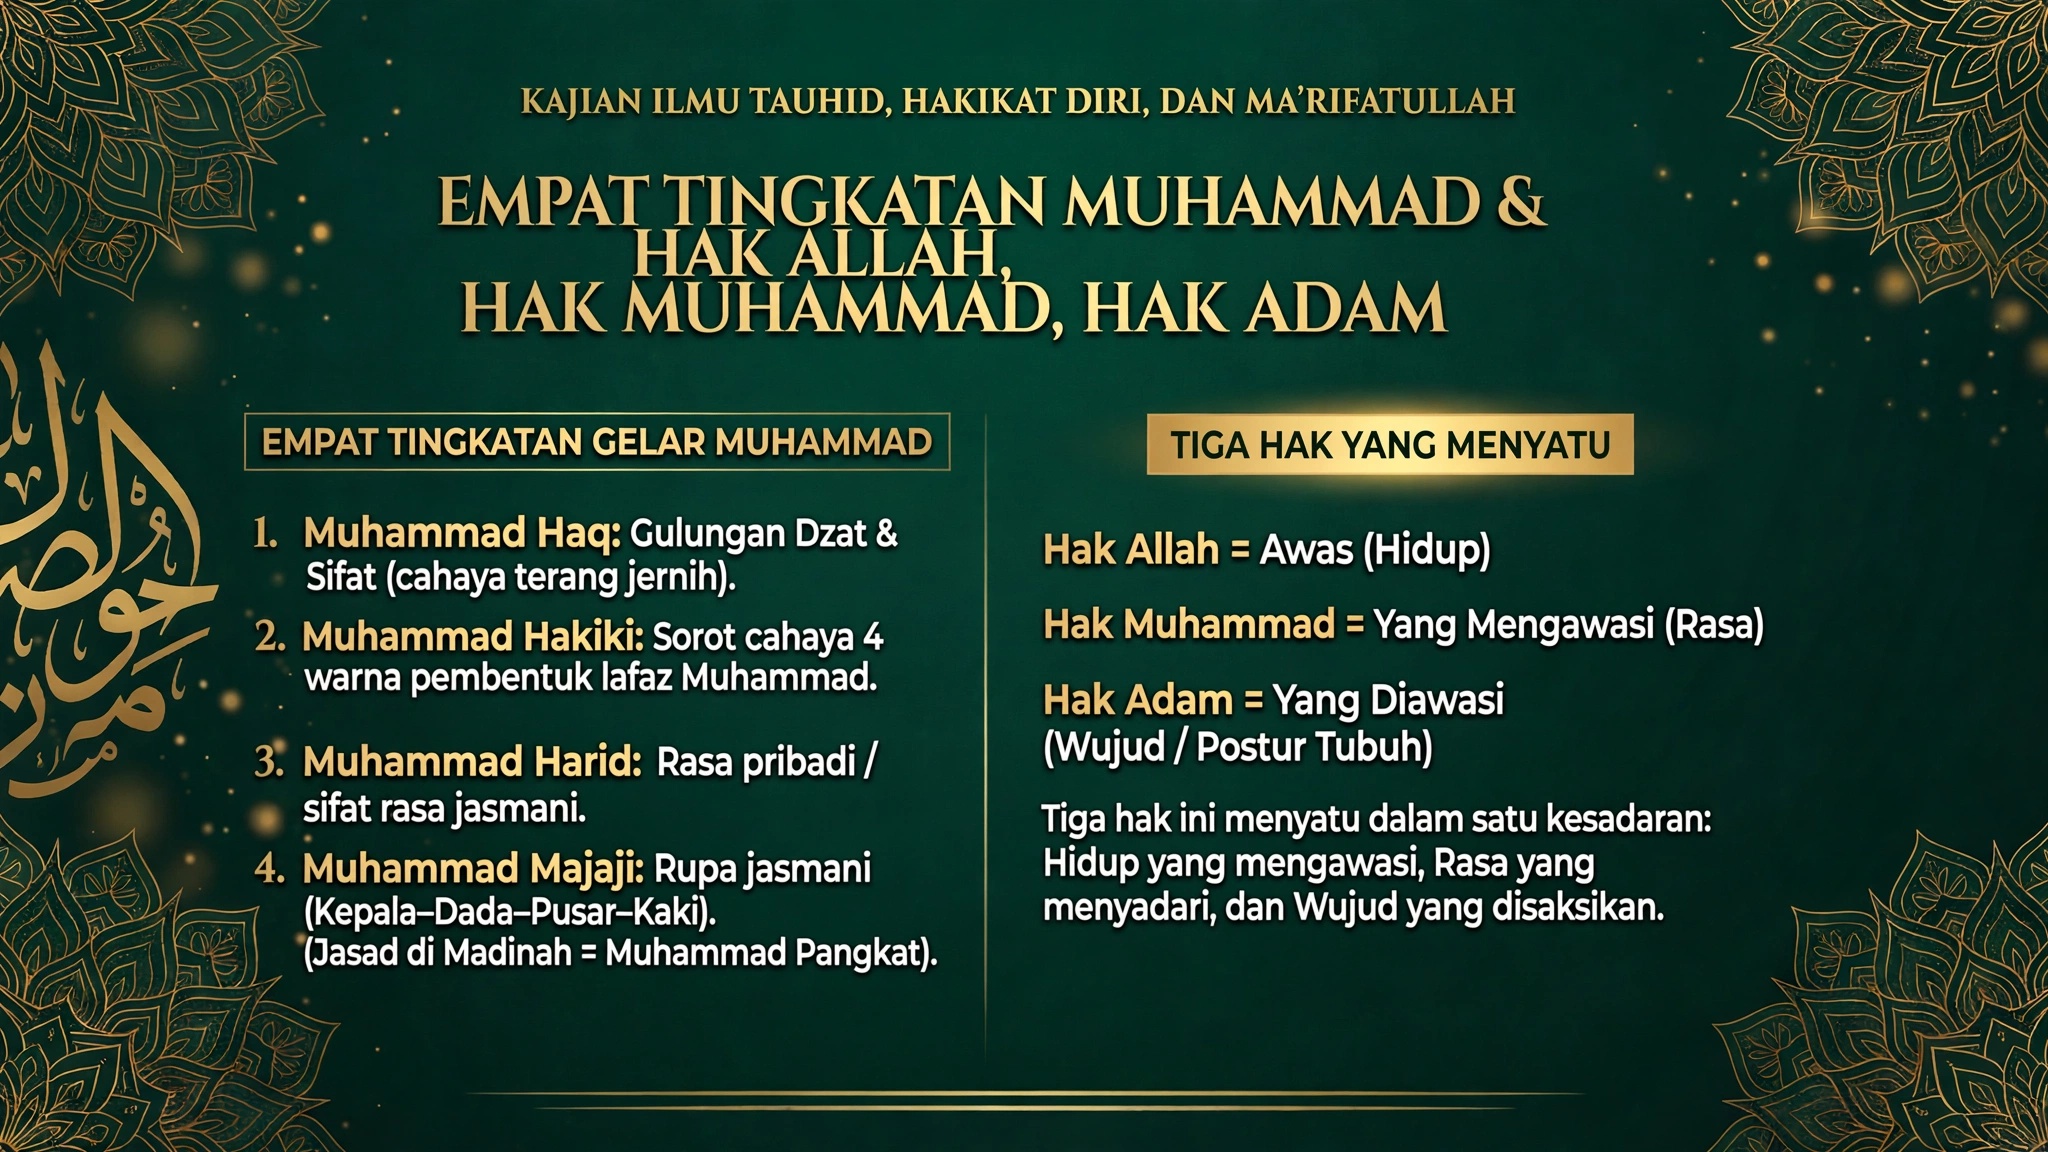 KAJIAN ILMU TAUHID, HAKIKAT DIRI, DAN MA’RIFATULLAH
EMPAT TINGKATAN MUHAMMAD &
HAK ALLAH,
HAK MUHAMMAD, HAK ADAM
EMPAT TINGKATAN GELAR MUHAMMAD
1. Muhammad Haq: Gulungan Dzat &
Sifat (cahaya terang jernih).
2. Muhammad Hakiki: Sorot cahaya 4
warna pembentuk lafaz Muhammad.
3. Muhammad Harid: Rasa pribadi /
sifat rasa jasmani.
4. Muhammad Majaji: Rupa jasmani
(Kepala–Dada–Pusar–Kaki).
(Jasad di Madinah = Muhammad Pangkat).
TIGA HAK YANG MENYATU
Hak Allah = Awas (Hidup)
Hak Muhammad = Yang Mengawasi (Rasa)
Hak Adam = Yang Diawasi
(Wujud / Postur Tubuh)
Tiga hak ini menyatu dalam satu kesadaran:
Hidup yang mengawasi, Rasa yang
menyadari, dan Wujud yang disaksikan.